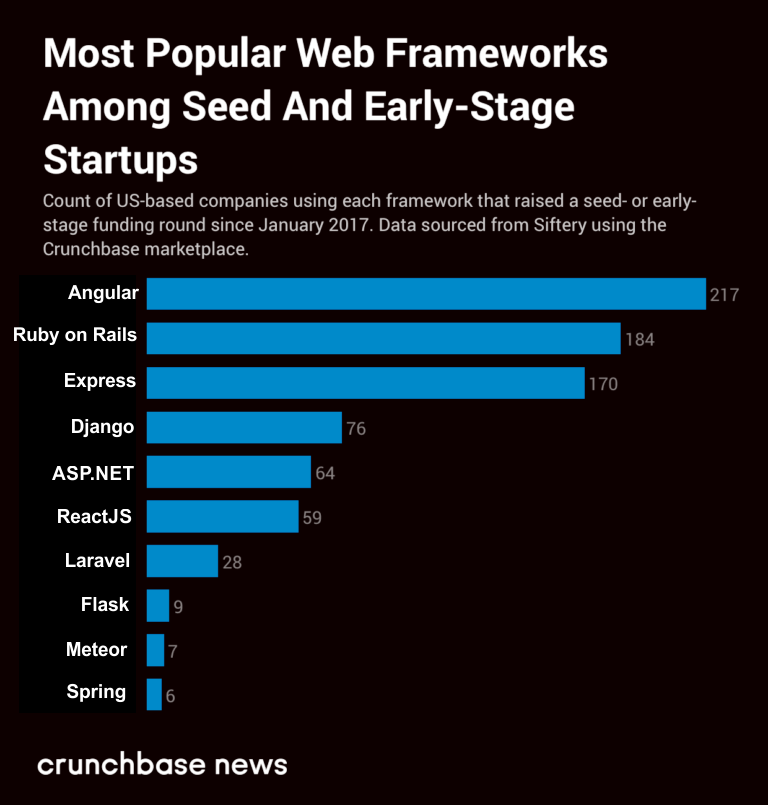 Most Popular Web Frameworks
Among Seed And Early-Stage
Startups
Count of US-based companies using each framework that raised a seed- or early-
stage funding round since January 2017. Data sourced from Siftery using the
Crunchbase marketplace.
Angular 217
Ruby on Rails 184
Express 170
Django 76
ASP.NET 64
ReactJS 59
Laravel 28
Flask 9
Meteor 7
Spring 6
crunchbase news